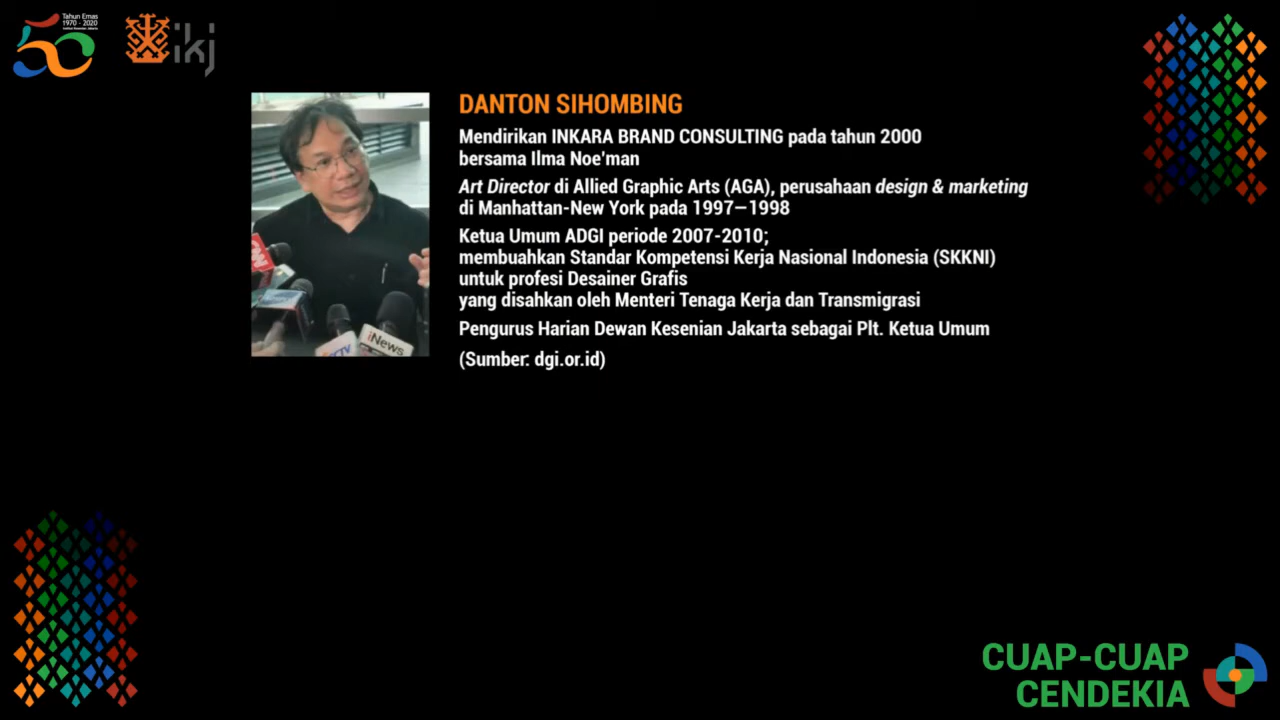 Tahun Emas
1970 - 2020
Institut Kesenian Jakarta
50
ikj
DANTON SIHOMBING
Mendirikan INKARA BRAND CONSULTING pada tahun 2000
bersama Ilma Noe'man
Art Director di Allied Graphic Arts (AGA), perusahaan design & marketing
di Manhattan-New York pada 1997—1998
Ketua Umum ADGI periode 2007-2010;
membuahkan Standar Kompetensi Kerja Nasional Indonesia (SKKNI)
untuk profesi Desainer Grafis
yang disahkan oleh Menteri Tenaga Kerja dan Transmigrasi
Pengurus Harian Dewan Kesenian Jakarta sebagai Plt. Ketua Umum
(Sumber: dgi.or.id)
iNews
CUAP-CUAP
CENDEKIA